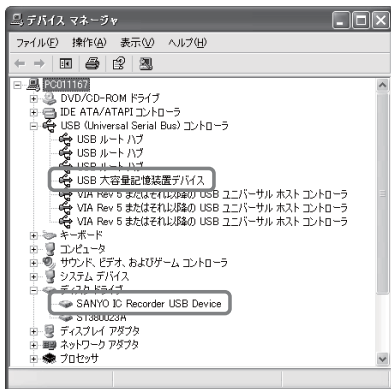 デバイス マネージャ
ファイル(F) 操作(A) 表示(V) ヘルプ(H)
PC011167
DVD/CD-ROM ドライブ
IDE ATA/ATAPI コントローラ
USB (Universal Serial Bus) コントローラ
USB ルート ハブ
USB ルート ハブ
USB ルート ハブ
USB 大容量記憶装置デバイス
VIA Rev 5 またはそれ以降の USB ユニバーサル ホスト コントローラ
VIA Rev 5 またはそれ以降の USB ユニバーサル ホスト コントローラ
VIA Rev 5 またはそれ以降の USB ユニバーサル ホスト コントローラ
キーボード
コンピュータ
サウンド、ビデオ、およびゲーム コントローラ
システム デバイス
ディスク ドライブ
SANYO IC Recorder USB Device
ST380023A
ディスプレイ アダプタ
ネットワーク アダプタ
プロセッサ